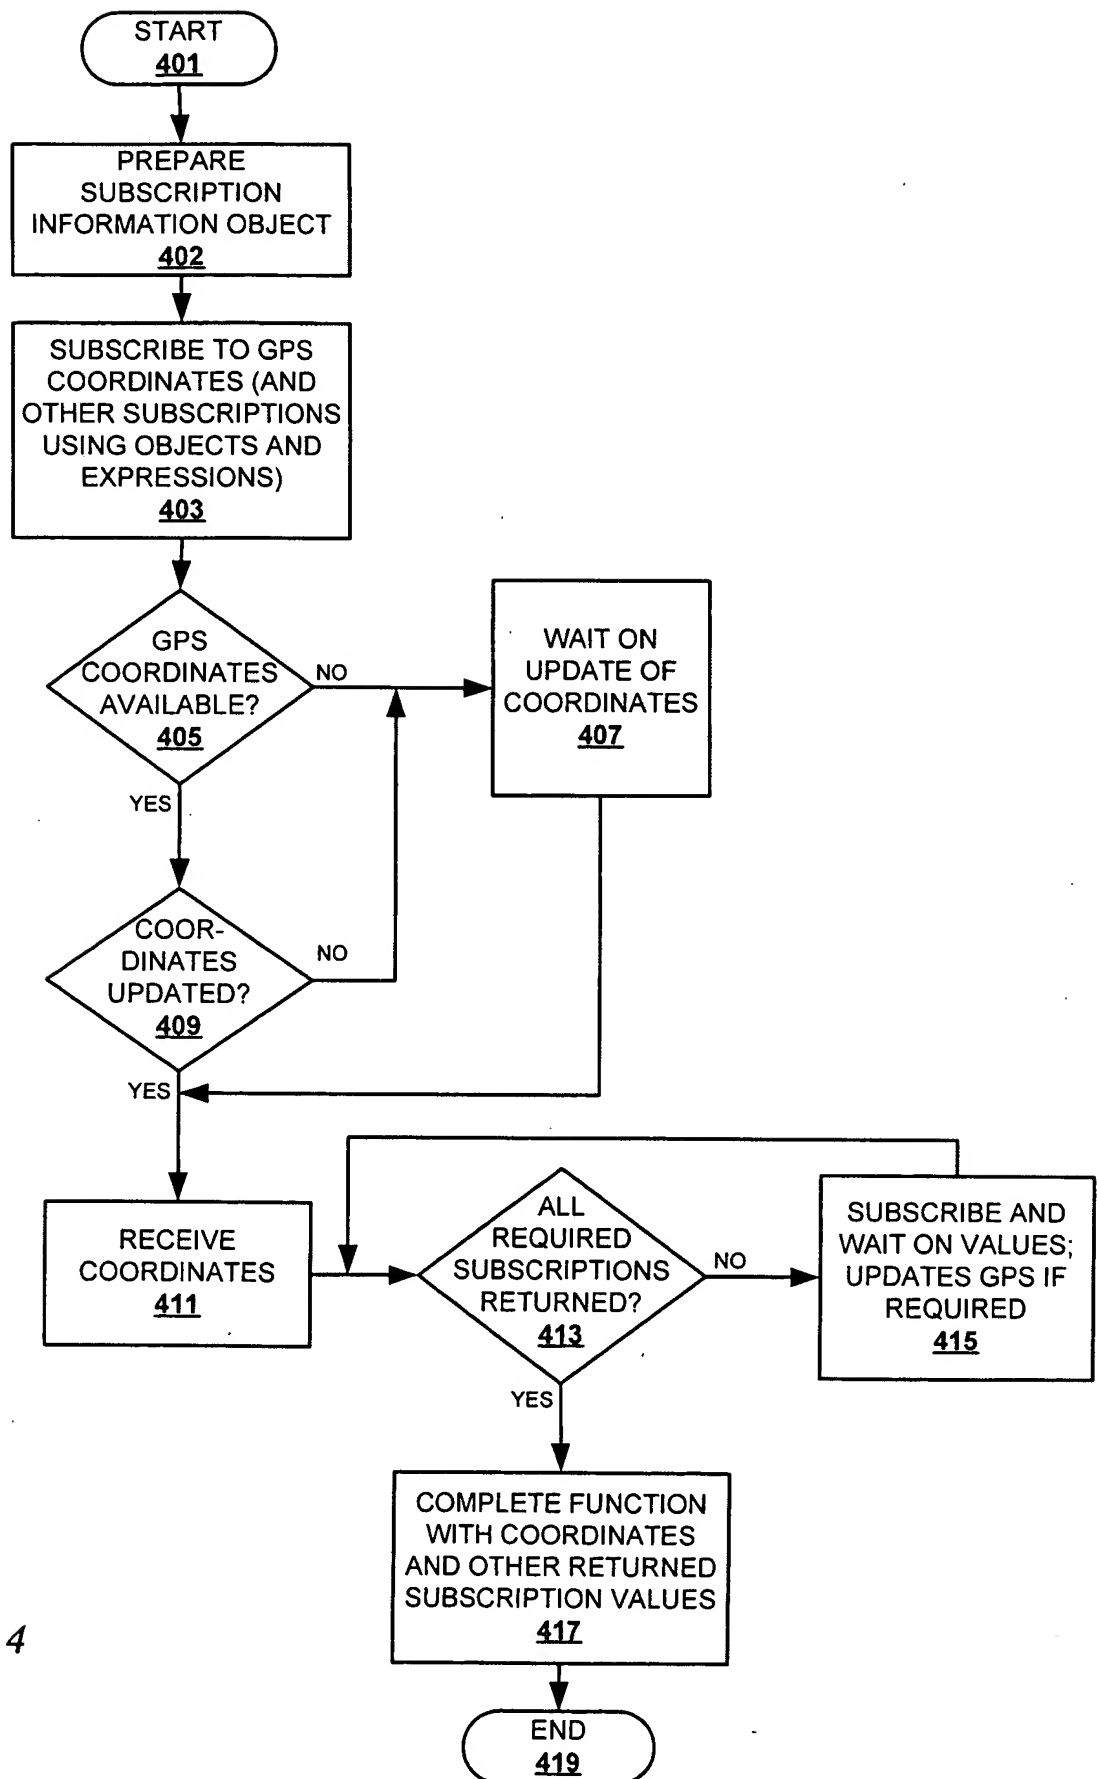 START
401
PREPARE
SUBSCRIPTION
INFORMATION OBJECT
402
SUBSCRIBE TO GPS
COORDINATES (AND
OTHER SUBSCRIPTIONS
USING OBJECTS AND
EXPRESSIONS)
403
GPS
COORDINATES
AVAILABLE?
405
NO
YES
WAIT ON
UPDATE OF
COORDINATES
407
COOR-
DINATES
UPDATED?
409
NO
YES
RECEIVE
COORDINATES
411
ALL
REQUIRED
SUBSCRIPTIONS
RETURNED?
413
NO
YES
SUBSCRIBE AND
WAIT ON VALUES;
UPDATES GPS IF
REQUIRED
415
COMPLETE FUNCTION
WITH COORDINATES
AND OTHER RETURNED
SUBSCRIPTION VALUES
417
4
END
419